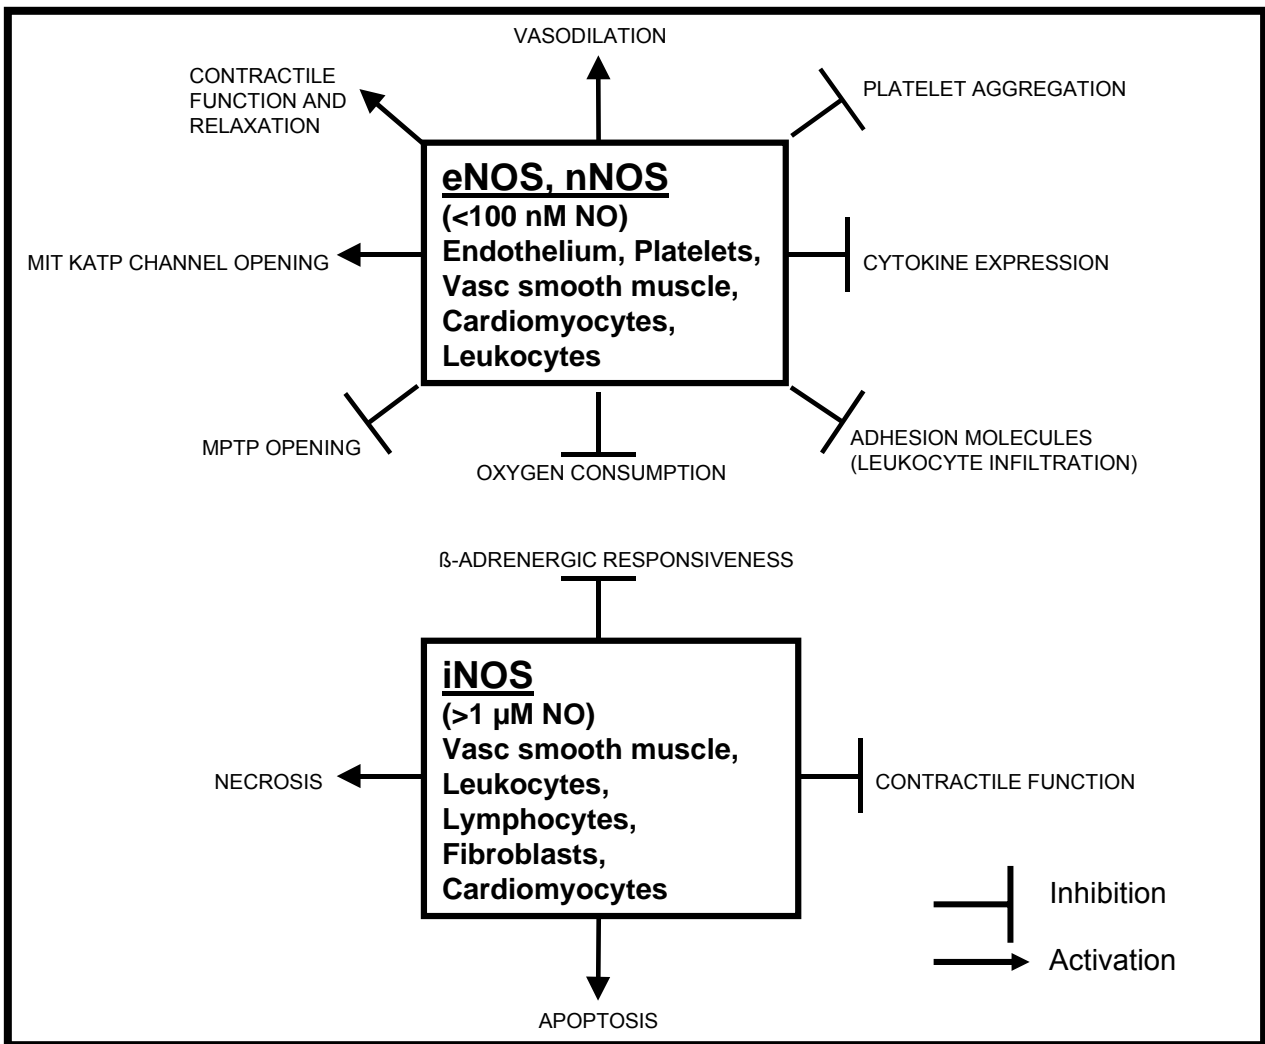 VASODILATION
CONTRACTILE
FUNCTION AND
RELAXATION
PLATELET AGGREGATION
eNOS, nNOS
(<100 nM NO)
Endothelium, Platelets,
Vasc smooth muscle,
Cardiomyocytes,
Leukocytes
MIT KATP CHANNEL OPENING
CYTOKINE EXPRESSION
MPTP OPENING
OXYGEN CONSUMPTION
ADHESION MOLECULES
(LEUKOCYTE INFILTRATION)
ß-ADRENERGIC RESPONSIVENESS
iNOS
(>1 µM NO)
Vasc smooth muscle,
Leukocytes,
Lymphocytes,
Fibroblasts,
Cardiomyocytes
NECROSIS
CONTRACTILE FUNCTION
Inhibition
Activation
APOPTOSIS